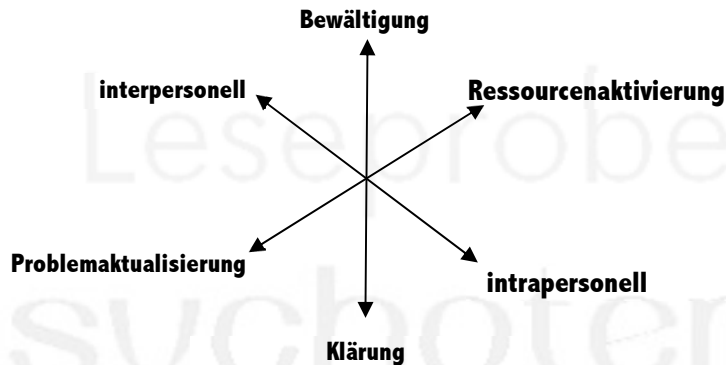 Bewältigung
interpersonell
Ressourcenaktivierung
Leseprobe
Problemaktualisierung
intrapersonell
Klärung